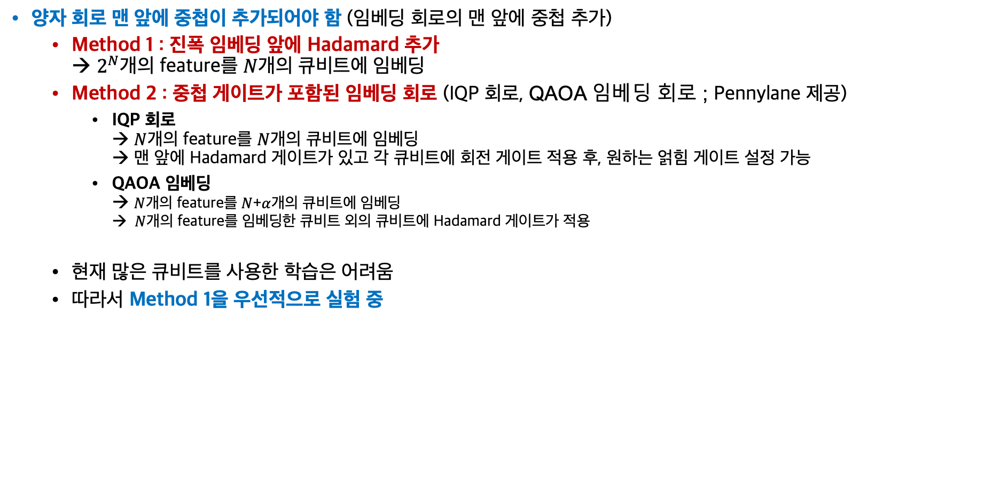 • 양자 회로 맨 앞에 중첩이 추가되어야 함 (임베딩 회로의 맨 앞에 중첩 추가)
• Method 1 : 진폭 임베딩 앞에 Hadamard 추가
→ 2^N개의 feature를 N개의 큐비트에 임베딩
• Method 2 : 중첩 게이트가 포함된 임베딩 회로 (IQP 회로, QAOA 임베딩 회로 ; Pennylane 제공)
• IQP 회로
→ N개의 feature를 N개의 큐비트에 임베딩
→ 맨 앞에 Hadamard 게이트가 있고 각 큐비트에 회전 게이트 적용 후, 원하는 얽힘 게이트 설정 가능
• QAOA 임베딩
→ N개의 feature를 N+α개의 큐비트에 임베딩
→ N개의 feature를 임베딩한 큐비트 외의 큐비트에 Hadamard 게이트가 적용
• 현재 많은 큐비트를 사용한 학습은 어려움
• 따라서 Method 1을 우선적으로 실험 중